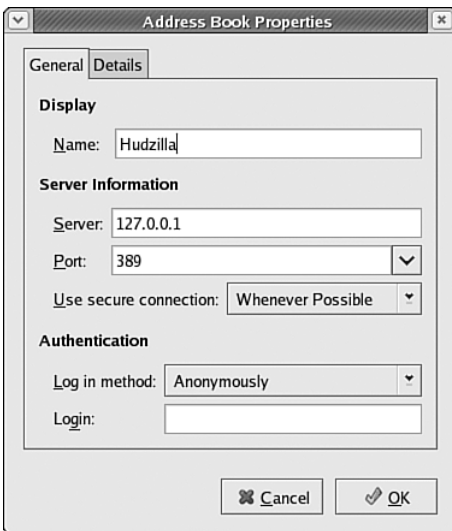 Address Book Properties
General Details
Display
Name: Hudzilla
Server Information
Server: 127.0.0.1
Port: 389
Use secure connection: Whenever Possible
Authentication
Log in method: Anonymously
Login:
Cancel OK